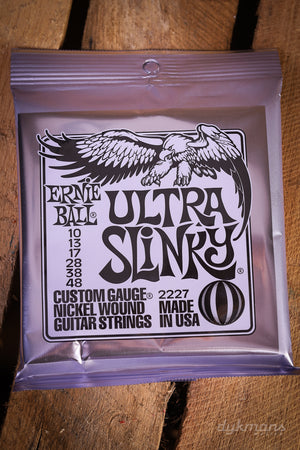 ERNIE BALL®
ULTRA SLINKY®
10
13
17
28
38
48
CUSTOM GAUGE® 2227
NICKEL WOUND MADE
GUITAR STRINGS IN USA
dykmans